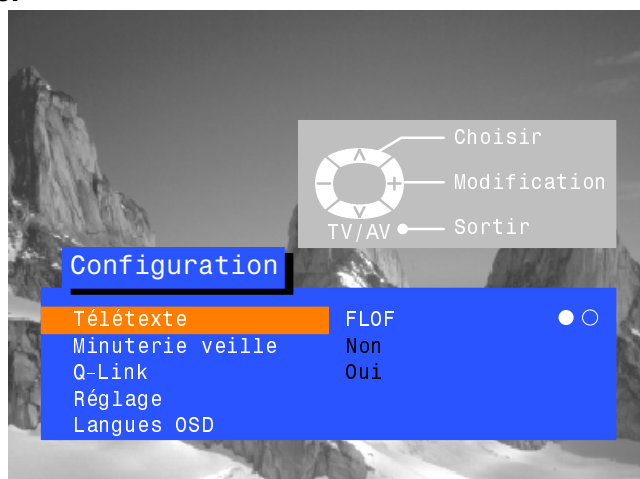 Choisir
Modification
TV/AV Sortir
Configuration
Télétexte FLOF
Minuterie veille Non
Q-Link Oui
Réglage
Langues OSD